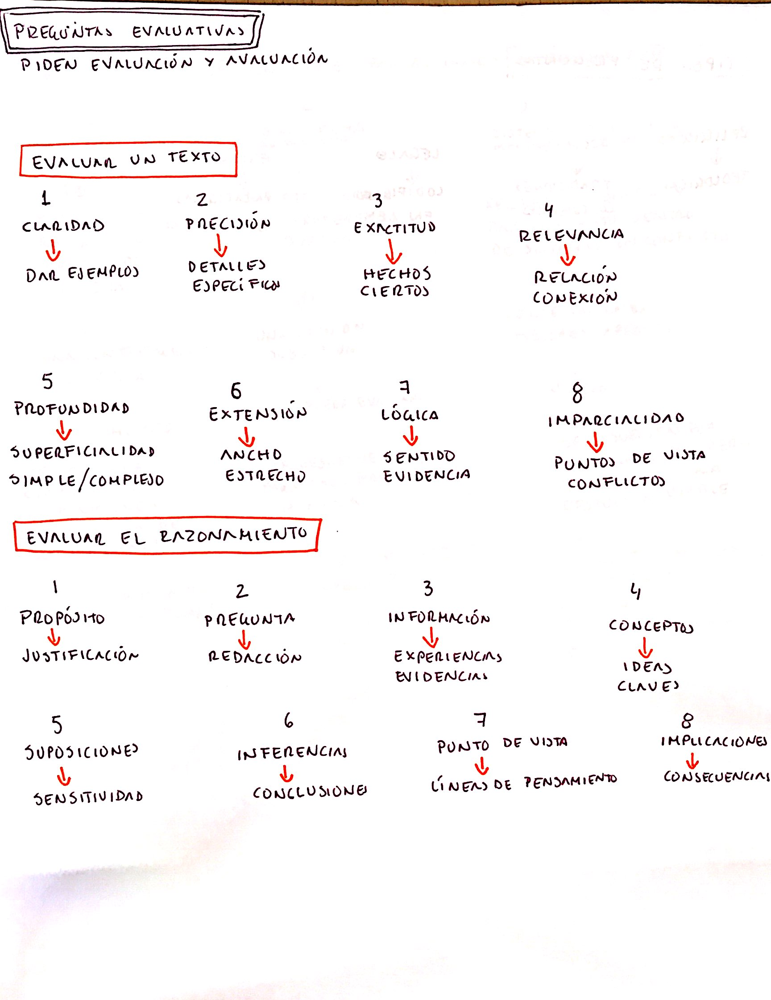 PREGUNTAS EVALUATIVAS
PIDEN EVALUACIÓN Y AVALUACIÓN
EVALUAR UN TEXTO
1 2 3 4
CLARIDAD PRECISIÓN EXACTITUD RELEVANCIA
DAR EJEMPLOS DETALLES HECHOS RELACIÓN
ESPECÍFICOS CIERTOS CONEXIÓN
5 6 7 8
PROFUNDIDAD EXTENSIÓN LÓGICA IMPARCIALIDAD
SUPERFICIALIDAD ANCHO SENTIDO PUNTOS DE VISTA
SIMPLE/COMPLEJO ESTRECHO EVIDENCIA CONFLICTOS
EVALUAR EL RAZONAMIENTO
1 2 3 4
PROPÓSITO PREGUNTA INFORMACIÓN CONCEPTOS
JUSTIFICACIÓN REDACCIÓN EXPERIENCIAS IDEAS
EVIDENCIAS CLAVES
5 6 7 8
SUPOSICIONES INFERENCIAS PUNTO DE VISTA IMPLICACIONES
SENSITIVIDAD CONCLUSIONES LÍNEAS DE PENSAMIENTO CONSECUENCIAS